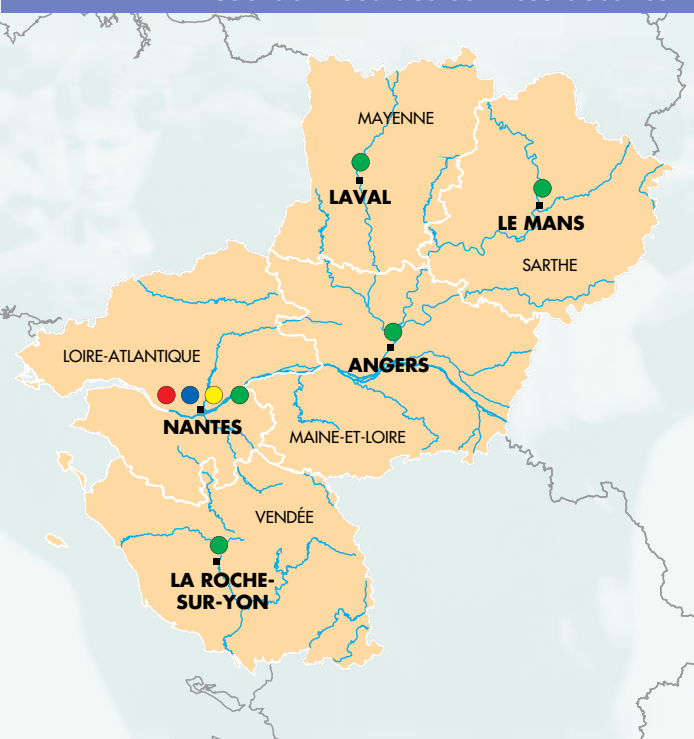 MAYENNE
LAVAL
LE MANS
SARTHE
LOIRE-ATLANTIQUE
ANGERS
NANTES
MAINE-ET-LOIRE
VENDÉE
LA ROCHE-
SUR-YON